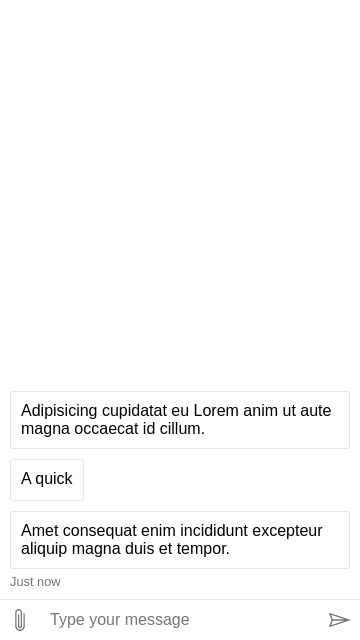 Adipisicing cupidatat eu Lorem anim ut aute
magna occaecat id cillum.
A quick
Amet consequat enim incididunt excepteur
aliquip magna duis et tempor.
Just now
Type your message